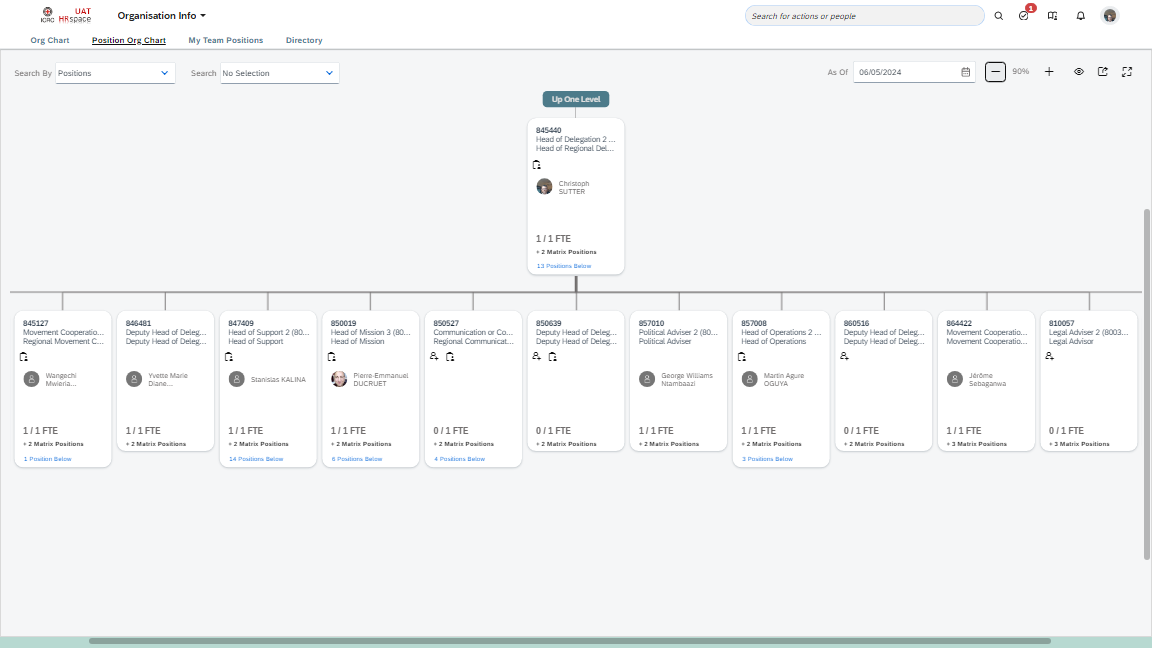 ICRC
UAT
HRspace
Organisation Info
Search for actions or people
1
Org Chart
Position Org Chart
My Team Positions
Directory
Search By
Positions
Search
No Selection
As Of
06/05/2024
90%
Up One Level
845440
Head of Delegation 2 ...
Head of Regional Del...
Christoph
SUTTER
1 / 1 FTE
+ 2 Matrix Positions
13 Positions Below
845127
Movement Cooperatio...
Regional Movement C...
Wangechi
Mwieria...
1 / 1 FTE
+ 2 Matrix Positions
1 Position Below
846481
Deputy Head of Deleg...
Deputy Head of Deleg...
Yvette Marie
Diane...
1 / 1 FTE
+ 2 Matrix Positions
847409
Head of Support 2 (80...
Head of Support
Stanislas KALINA
1 / 1 FTE
+ 2 Matrix Positions
14 Positions Below
850019
Head of Mission 3 (80...
Head of Mission
Pierre-Emmanuel
DUCRUET
1 / 1 FTE
+ 2 Matrix Positions
6 Positions Below
850527
Communication or Co...
Regional Communicat...
0 / 1 FTE
+ 2 Matrix Positions
4 Positions Below
850639
Deputy Head of Deleg...
Deputy Head of Deleg...
0 / 1 FTE
+ 2 Matrix Positions
857010
Political Adviser 2 (80...
Political Adviser
George Williams
Ntambaazi
1 / 1 FTE
+ 2 Matrix Positions
857008
Head of Operations 2 ...
Head of Operations
Martin Agure
OGUYA
1 / 1 FTE
+ 2 Matrix Positions
3 Positions Below
860516
Deputy Head of Deleg...
Deputy Head of Deleg...
0 / 1 FTE
+ 2 Matrix Positions
864422
Movement Cooperatio...
Movement Cooperatio...
Jérôme
Sebaganwa
1 / 1 FTE
+ 3 Matrix Positions
810057
Legal Adviser 2 (8003...
Legal Advisor
0 / 1 FTE
+ 3 Matrix Positions